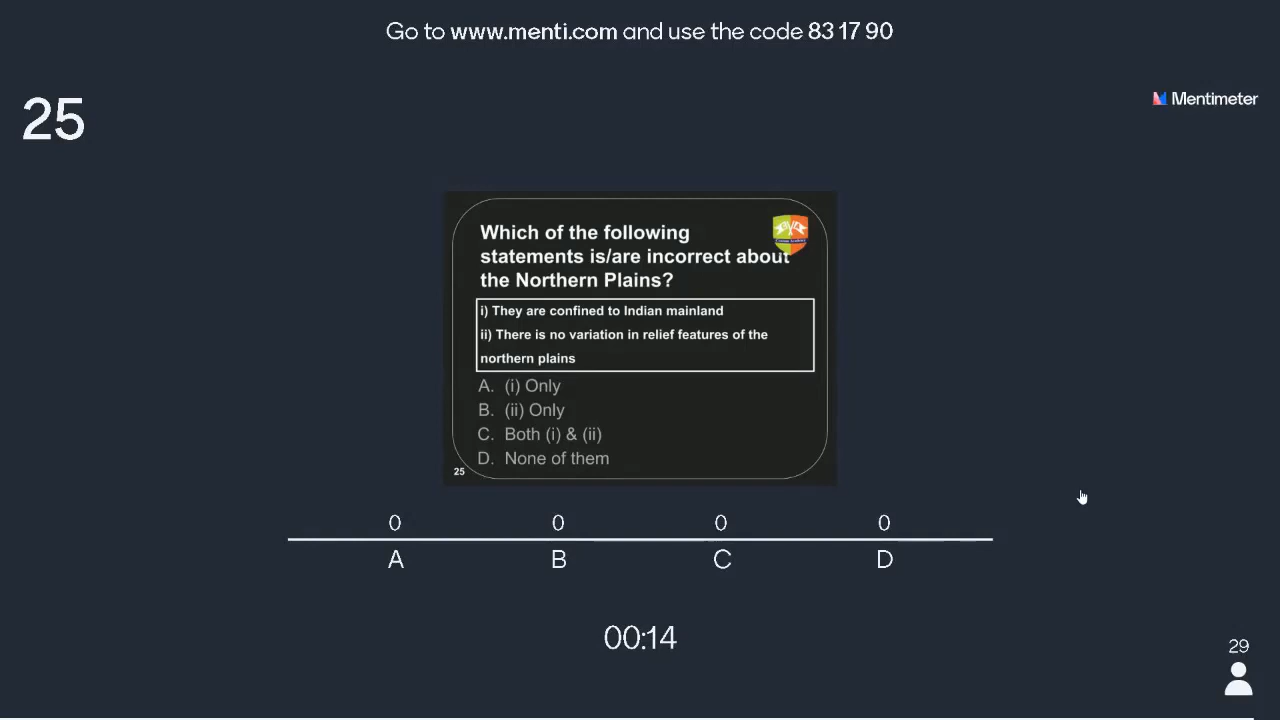 Go to www.menti.com and use the code 83 17 90
25
Mentimeter
Which of the following
statements is/are incorrect about
the Northern Plains?
i) They are confined to Indian mainland
ii) There is no variation in relief features of the
northern plains
A. (i) Only
B. (ii) Only
C. Both (i) & (ii)
D. None of them
25
0 0 0 0
A B C D
00:14
29